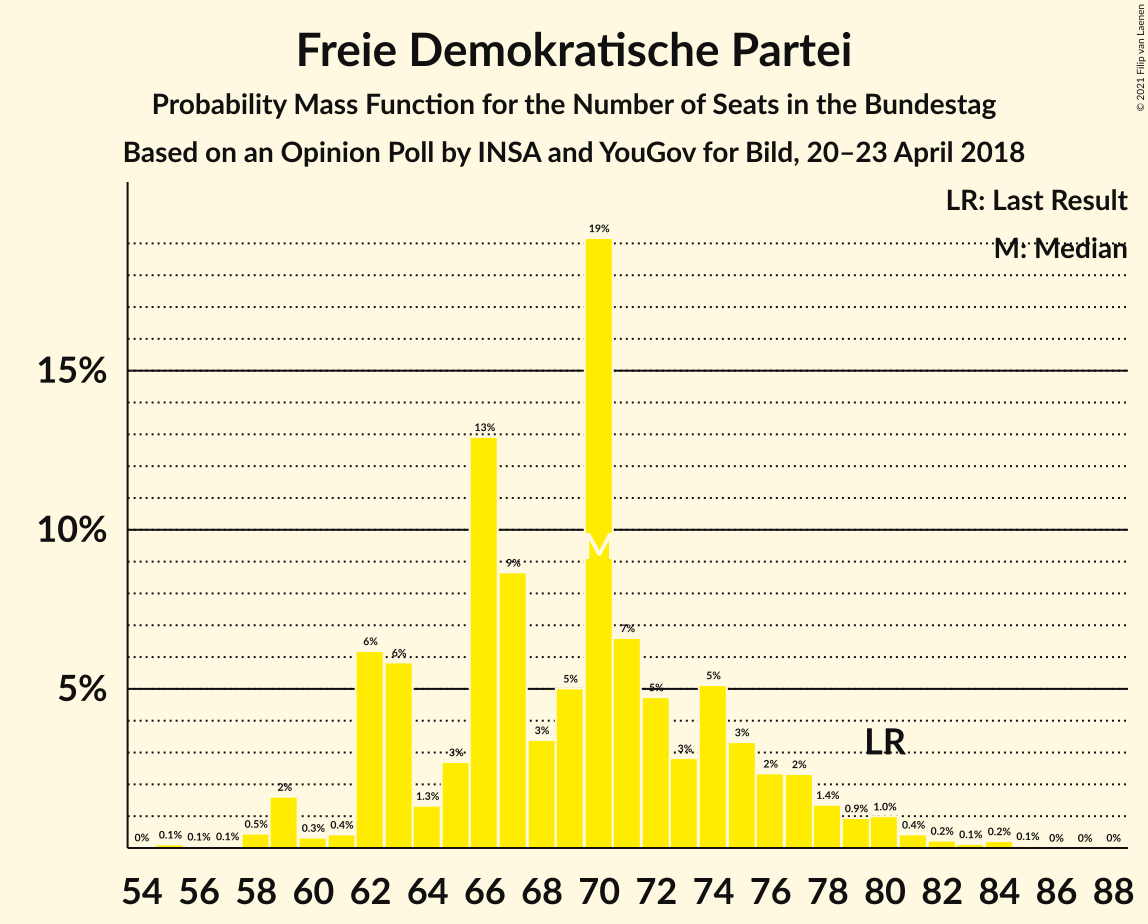 Freie Demokratische Partei
Probability Mass Function for the Number of Seats in the Bundestag
Based on an Opinion Poll by INSA and YouGov for Bild, 20–23 April 2018
© 2021 Filip van Laenen
LR: Last Result
M: Median
15%
10%
5%
0% 0.1% 0.1% 0.1% 0.5% 2% 0.3% 0.4% 6% 6% 1.3% 3% 13% 9% 3% 5% 19% 7% 5% 3% 5% 3% 2% 2% 1.4% 0.9% 1.0% 0.4% 0.2% 0.1% 0.2% 0.1% 0% 0% 0%
M
LR
54 56 58 60 62 64 66 68 70 72 74 76 78 80 82 84 86 88